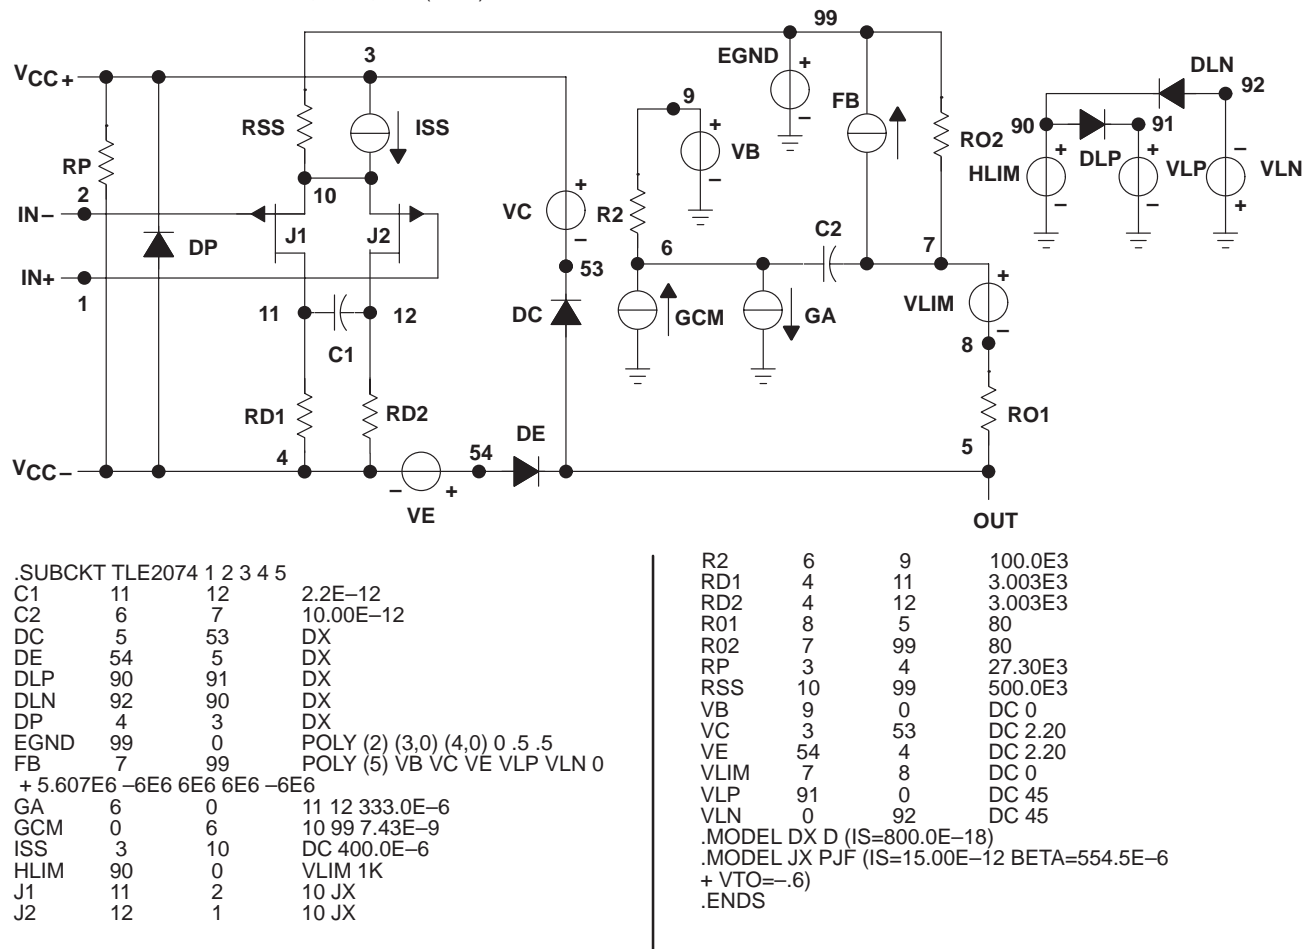 99
3
VCC+
EGND
+
–
DLN
92
9
FB
RSS
ISS
+
VB
–
RO2
90
91
DLP
+
HLIM
–
+
VLP
–
–
VLN
+
RP
2
IN–
10
J1
J2
DP
IN+
1
VC
+
–
53
R2
C2
6
7
DC
GCM
GA
+
VLIM
–
8
11
12
C1
RD1
RD2
RO1
DE
5
VCC–
4
54
–
+
VE
OUT
.SUBCKT TLE2074 1 2 3 4 5
C1 11 12 2.2E–12
C2 6 7 10.00E–12
DC 5 53 DX
DE 54 5 DX
DLP 90 91 DX
DLN 92 90 DX
DP 4 3 DX
EGND 99 0 POLY (2) (3,0) (4,0) 0 .5 .5
FB 7 99 POLY (5) VB VC VE VLP VLN 0
+ 5.607E6 –6E6 6E6 6E6 –6E6
GA 6 0 11 12 333.0E–6
GCM 0 6 10 99 7.43E–9
ISS 3 10 DC 400.0E–6
HLIM 90 0 VLIM 1K
J1 11 2 10 JX
J2 12 1 10 JX
R2 6 9 100.0E3
RD1 4 11 3.003E3
RD2 4 12 3.003E3
R01 8 5 80
R02 7 99 80
RP 3 4 27.30E3
RSS 10 99 500.0E3
VB 9 0 DC 0
VC 3 53 DC 2.20
VE 54 4 DC 2.20
VLIM 7 8 DC 0
VLP 91 0 DC 45
VLN 0 92 DC 45
.MODEL DX D (IS=800.0E–18)
.MODEL JX PJF (IS=15.00E–12 BETA=554.5E–6
+ VTO=–.6)
.ENDS